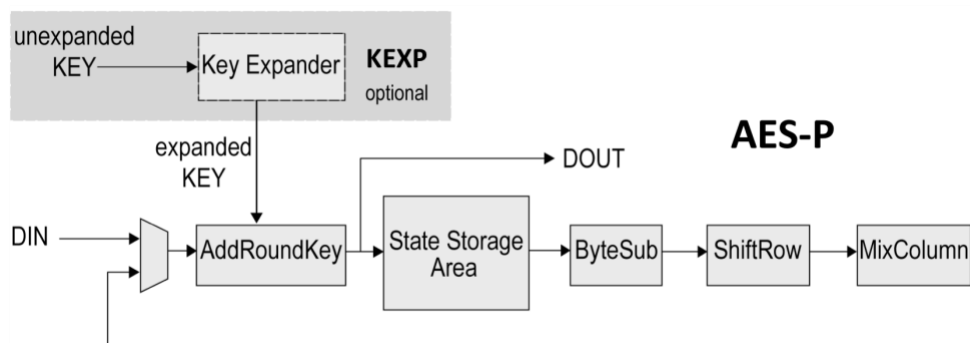 unexpanded
KEY
Key Expander
KEXP
optional
expanded
KEY
AES-P
DOUT
DIN
AddRoundKey
State Storage
Area
ByteSub
ShiftRow
MixColumn